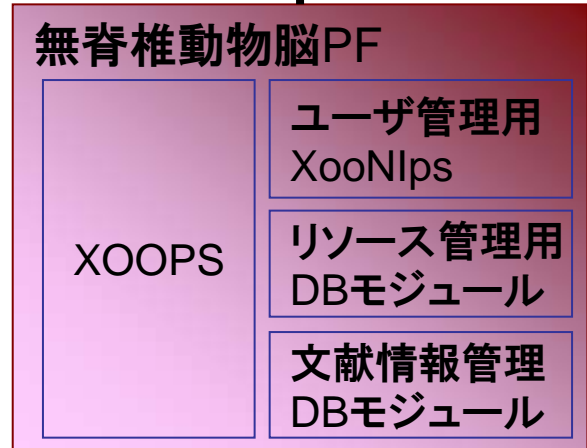 無脊椎動物脳PF
XOOPS
ユーザ管理用
XooNIps
リソース管理用
DBモジュール
文献情報管理
DBモジュール